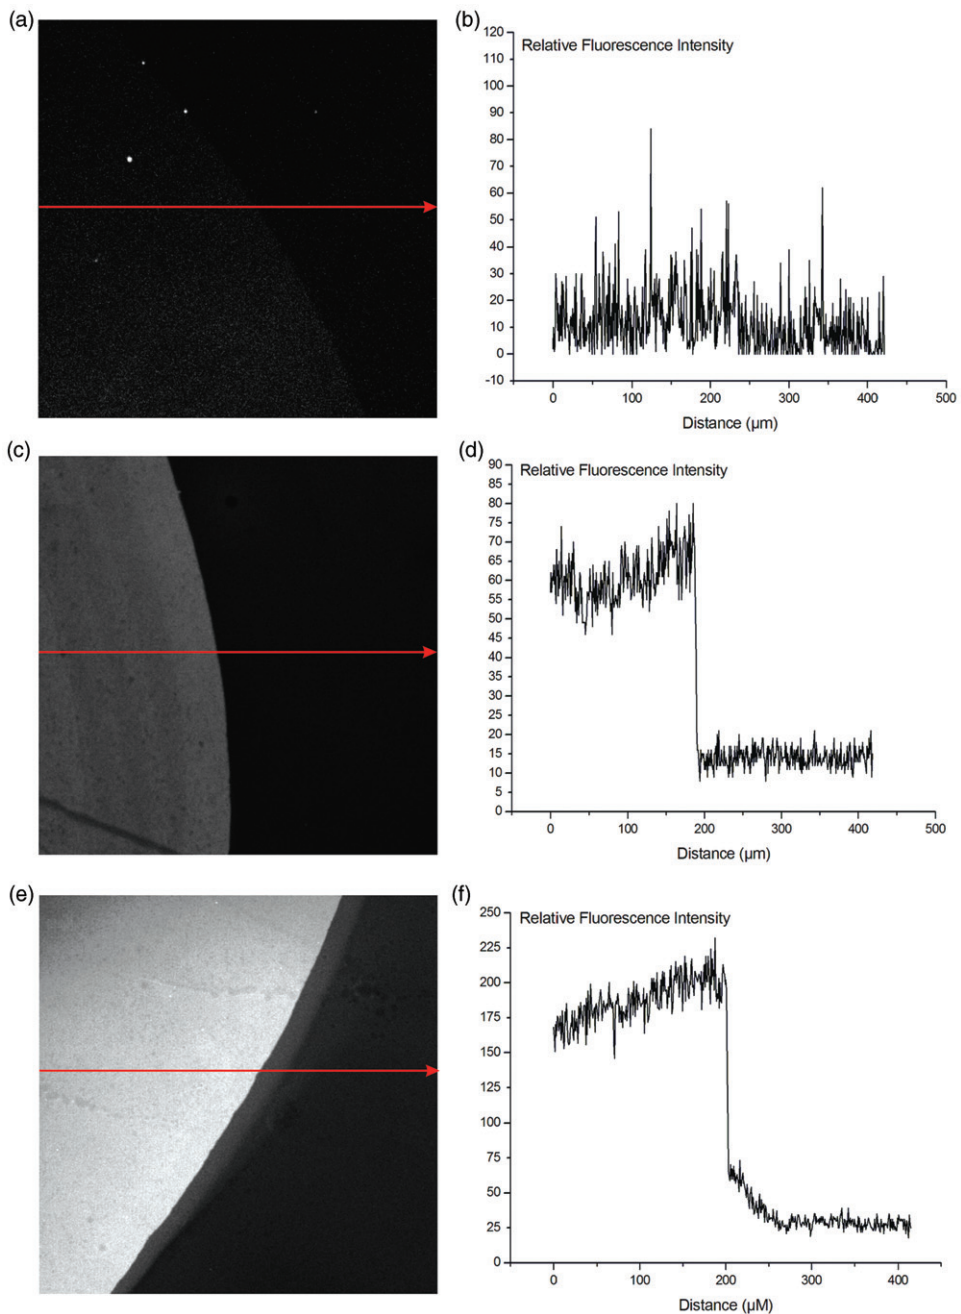 (a)
(b)
Relative Fluorescence Intensity
120
110
100
90
80
70
60
50
40
30
20
10
0
-10
0 100 200 300 400 500
Distance (µm)
(c)
(d)
Relative Fluorescence Intensity
90
85
80
75
70
65
60
55
50
45
40
35
30
25
20
15
10
5
0
0 100 200 300 400 500
Distance (µm)
(e)
(f)
Relative Fluorescence Intensity
250
225
200
175
150
75
50
25
0
0 100 200 300 400
Distance (µM)